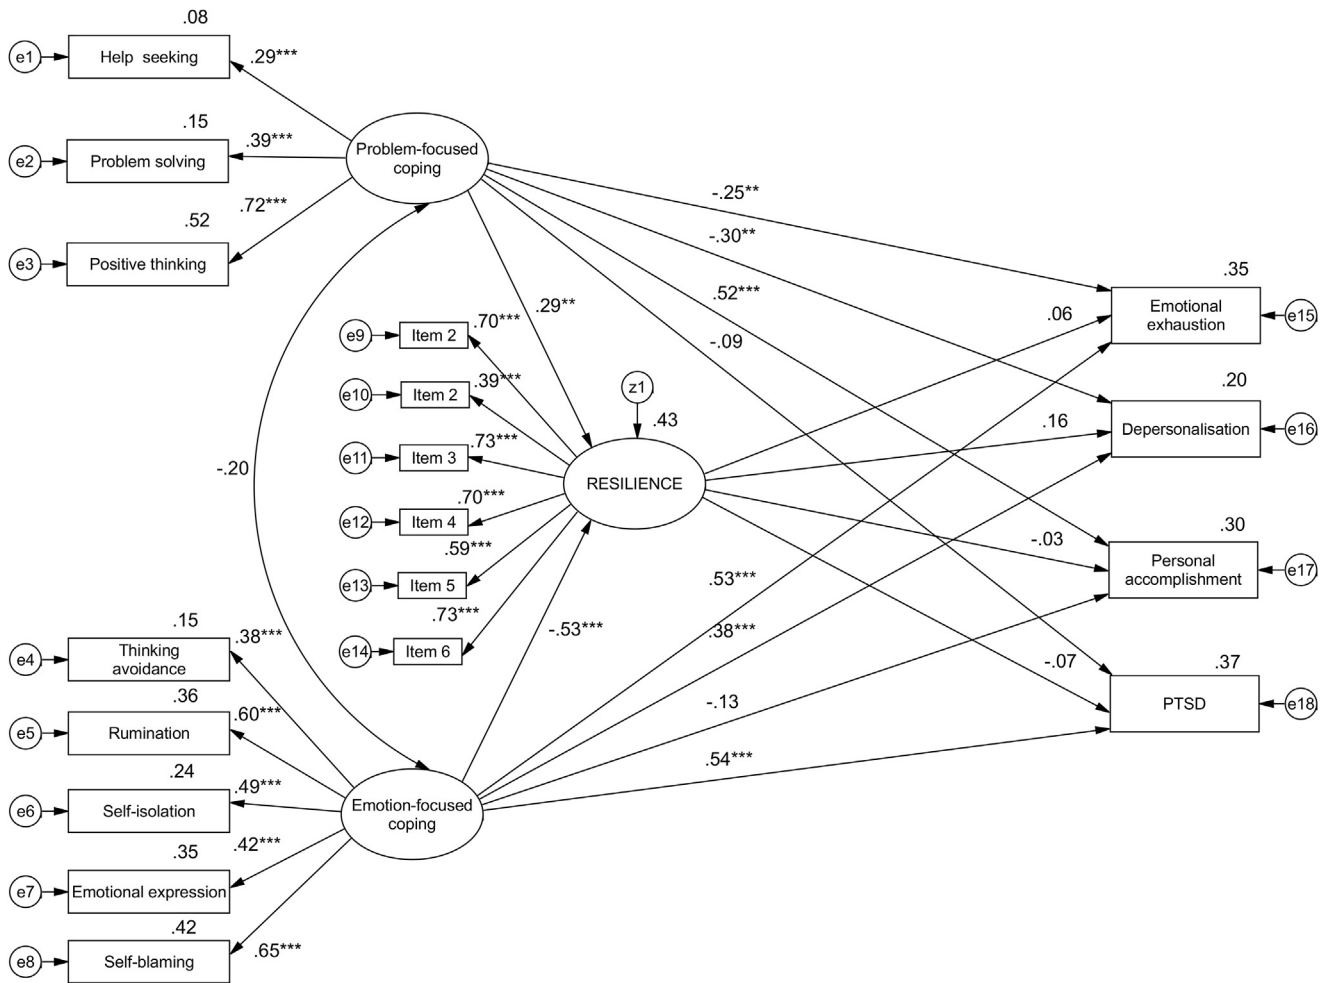 .08
e1
Help seeking
.29***
.15
e2
Problem solving
.39***
.52
e3
Positive thinking
.72***
Problem-focused
coping
-.25**
-.30**
.52***
-.09
.29**
-.20
e9
Item 2
.70***
e10
Item 2
.39***
e11
Item 3
.73***
e12
Item 4
.70***
e13
Item 5
.59***
e14
Item 6
.73***
z1
.43
RESILIENCE
.06
.16
-.03
-.07
-.53***
.35
Emotional
exhaustion
e15
.20
Depersonalisation
e16
.30
Personal
accomplishment
e17
.37
PTSD
e18
.53***
.38***
-.13
.54***
.15
e4
Thinking
avoidance
.38***
.36
e5
Rumination
.60***
.24
e6
Self-isolation
.49***
Emotion-focused
coping
.35
e7
Emotional expression
.42***
.42
e8
Self-blaming
.65***